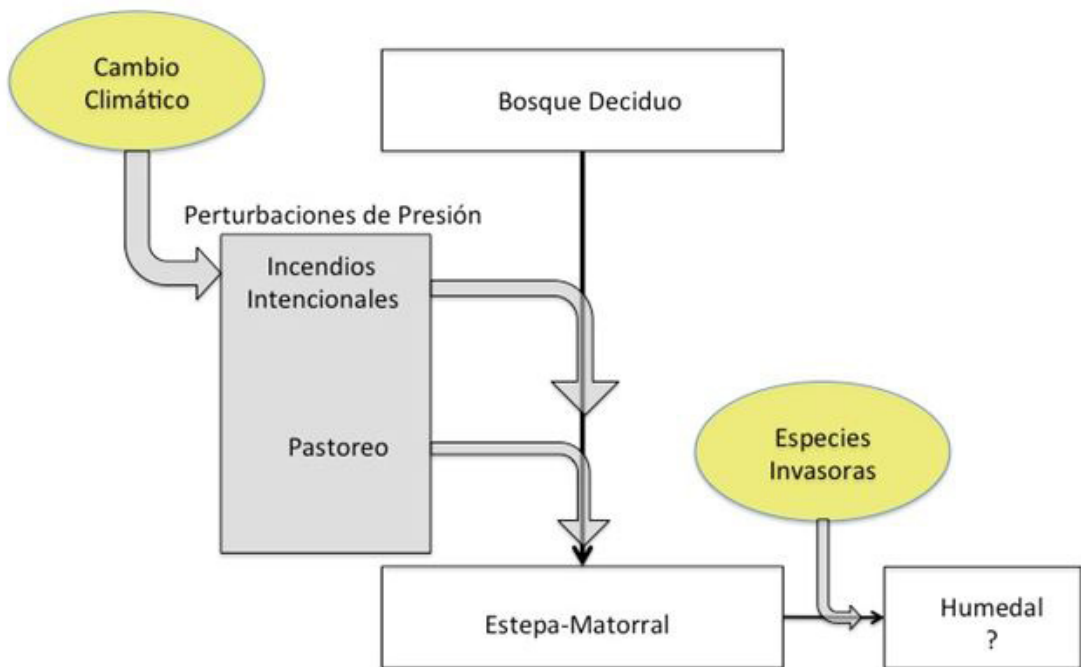 Cambio
Climático
Bosque Deciduo
Perturbaciones de Presión
Incendios
Intencionales
Pastoreo
Especies
Invasoras
Estepa-Matorral
Humedal
?